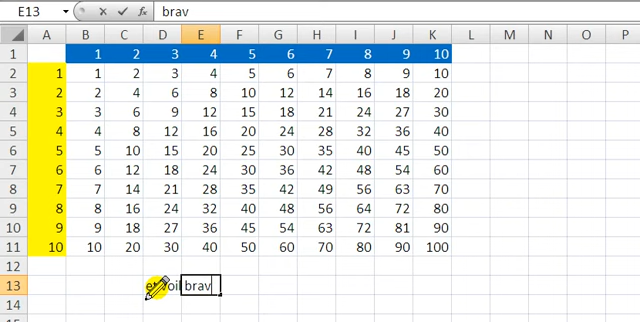 E13 fx brav
A B C D E F G H I J K L M N O P
1 1 2 3 4 5 6 7 8 9 10
2 1 1 2 3 4 5 6 7 8 9 10
3 2 2 4 6 8 10 12 14 16 18 20
4 3 3 6 9 12 15 18 21 24 27 30
5 4 4 8 12 16 20 24 28 32 36 40
6 5 5 10 15 20 25 30 35 40 45 50
7 6 6 12 18 24 30 36 42 48 54 60
8 7 7 14 21 28 35 42 49 56 63 70
9 8 8 16 24 32 40 48 56 64 72 80
10 9 9 18 27 36 45 54 63 72 81 90
11 10 10 20 30 40 50 60 70 80 90 100
12
13 et voil brav
14